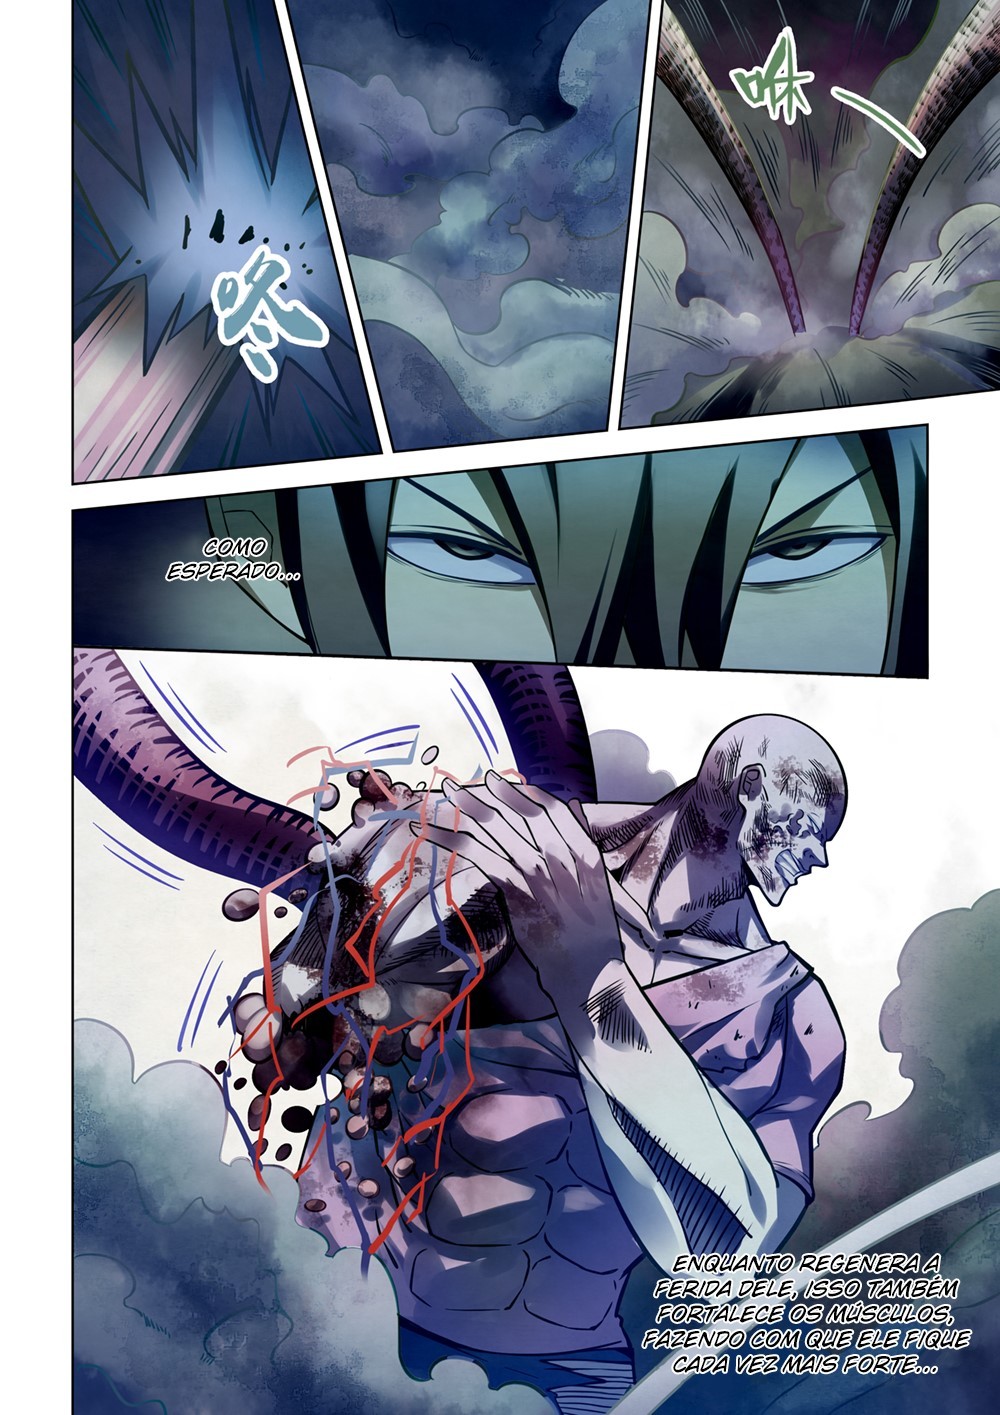 咚
咻
COMO
ESPERADO...
ENQUANTO REGENERA A
FERIDA DELE, ISSO TAMBÉM
FORTALECE OS MÚSCULOS,
FAZENDO COM QUE ELE FIQUE
CADA VEZ MAIS FORTE...